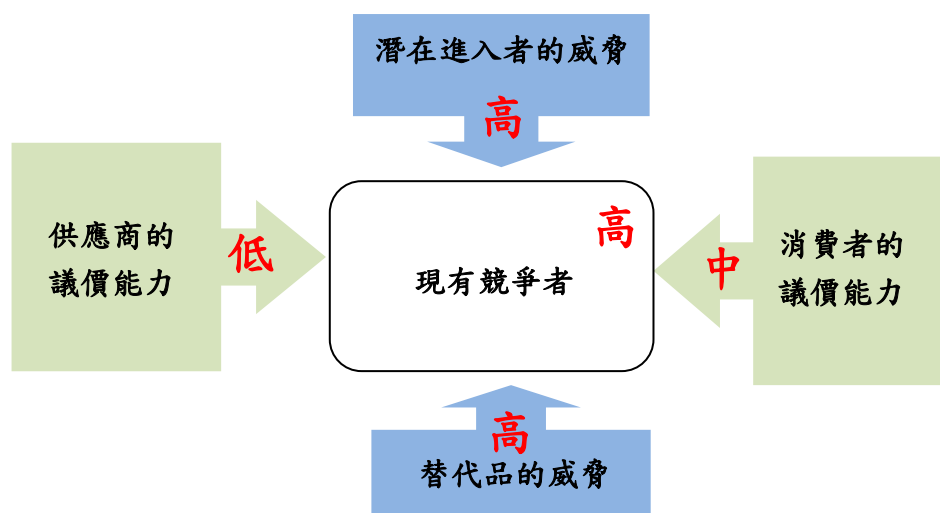 潛在進入者的威脅
高
供應商的
議價能力
低
高
現有競爭者
中
消費者的
議價能力
高
替代品的威脅